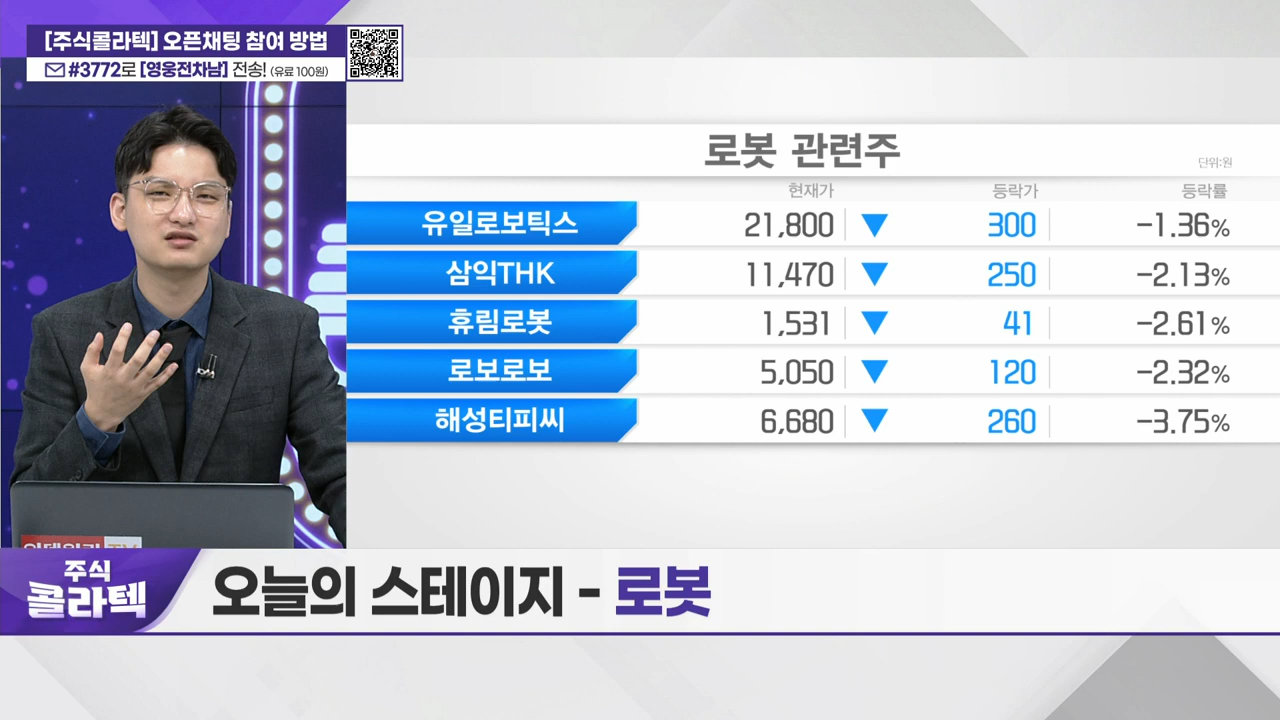 [주식콜라텍] 오픈채팅 참여 방법
#3772로 [영웅전차남] 전송! (유료 100원)
로봇 관련주
단위:원
현재가 등락가 등락률
유일로보틱스 21,800 ▼ 300 -1.36%
삼익THK 11,470 ▼ 250 -2.13%
휴림로봇 1,531 ▼ 41 -2.61%
로보로보 5,050 ▼ 120 -2.32%
해성티피씨 6,680 ▼ 260 -3.75%
주식
콜라텍
오늘의 스테이지 - 로봇